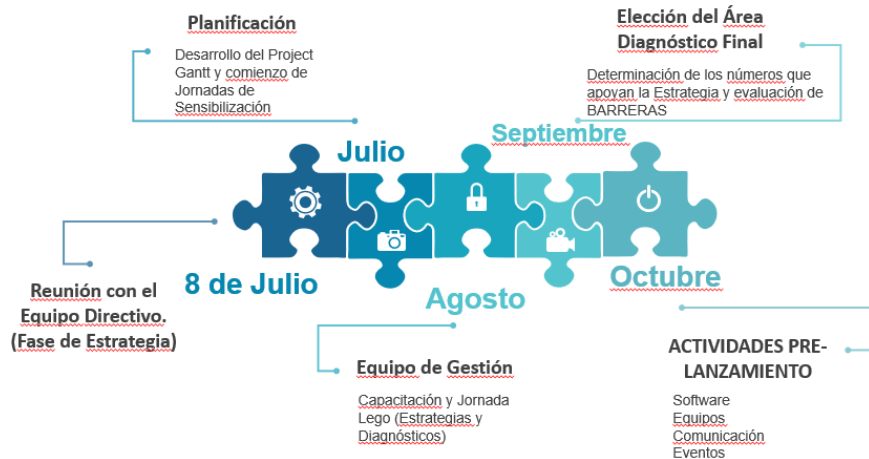 Planificación
Desarrollo del Project
Gantt y comienzo de
Jornadas de
Sensibilización
Elección del Área
Diagnóstico Final
Determinación de los números que
apoyan la Estrategia y evaluación de
BARRERAS
Julio
Septiembre
8 de Julio
Agosto
Octubre
Reunión con el
Equipo Directivo.
(Fase de Estrategia)
Equipo de Gestión
Capacitación y Jornada
Lego (Estrategias y
Diagnósticos)
ACTIVIDADES PRE-
LANZAMIENTO
Software
Equipos
Comunicación
Eventos